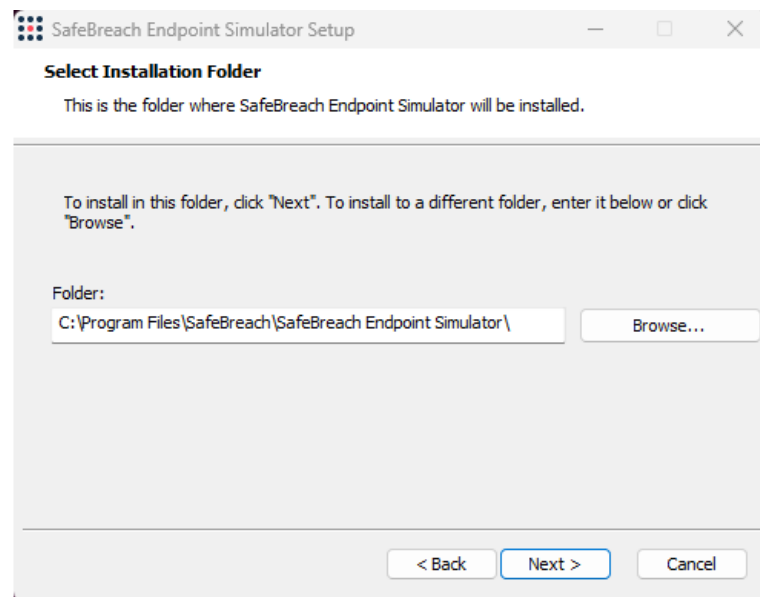 SafeBreach Endpoint Simulator Setup
Select Installation Folder
This is the folder where SafeBreach Endpoint Simulator will be installed.
To install in this folder, click "Next". To install to a different folder, enter it below or click
"Browse".
Folder:
C:\Program Files\SafeBreach\SafeBreach Endpoint Simulator\
Browse...
< Back
Next >
Cancel